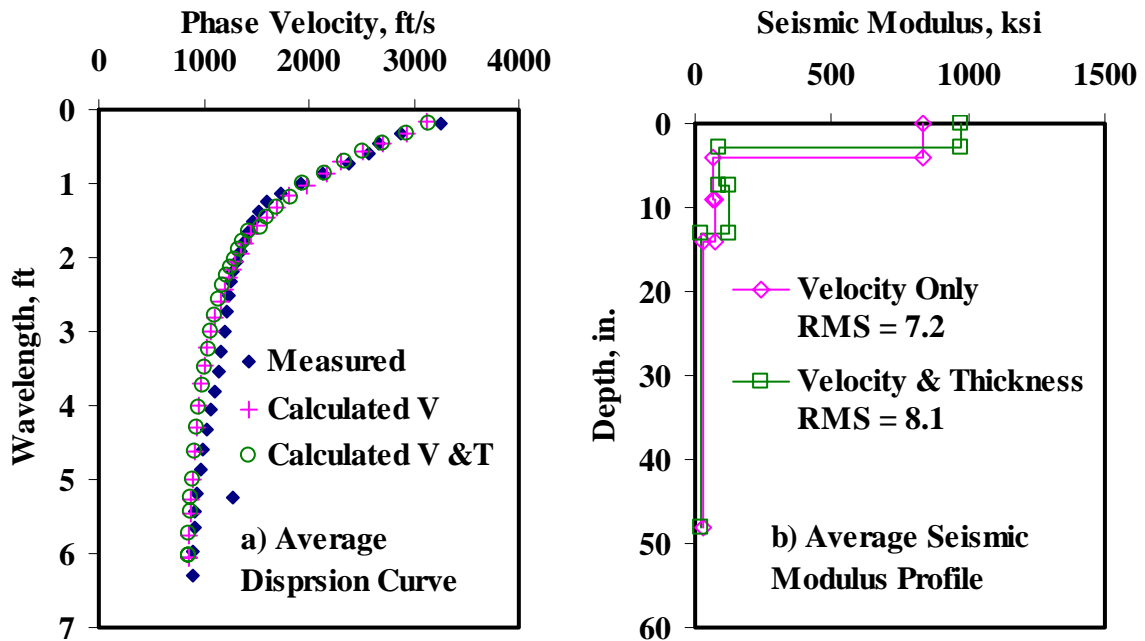 Phase Velocity, ft/s
0 1000 2000 3000 4000
0
1
2
3
4
5
6
7
Wavelength, ft
Measured
Calculated V
Calculated V &T
a) Average
Disprsion Curve
Seismic Modulus, ksi
0 500 1000 1500
0
10
20
30
40
50
60
Depth, in.
Velocity Only
RMS = 7.2
Velocity & Thickness
RMS = 8.1
b) Average Seismic
Modulus Profile